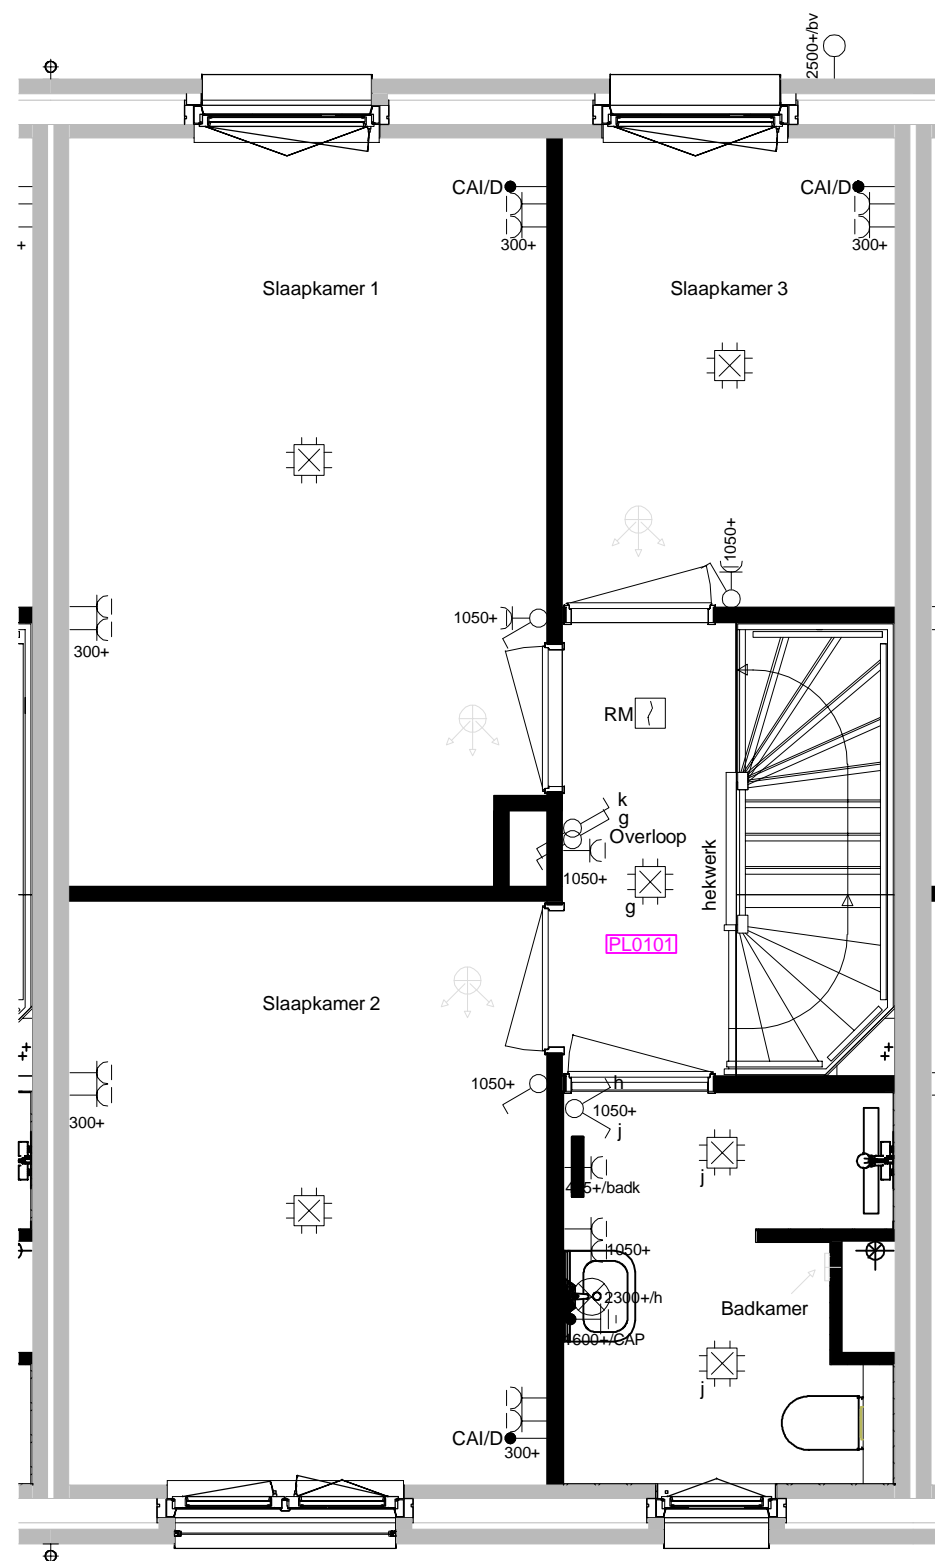 2500+/bv
CAI/D
CAI/D
300+
300+
+
Slaapkamer 1
Slaapkamer 3
1050+
1050+
300+
RM
k
g
Overloop
1050+
hekwerk
g
PL0101
Slaapkamer 2
++
++
1050+
h
1050+
300+
j
j
+/badk
1050+
2300+/h
Badkamer
1600+/CAP
j
CAI/D
300+